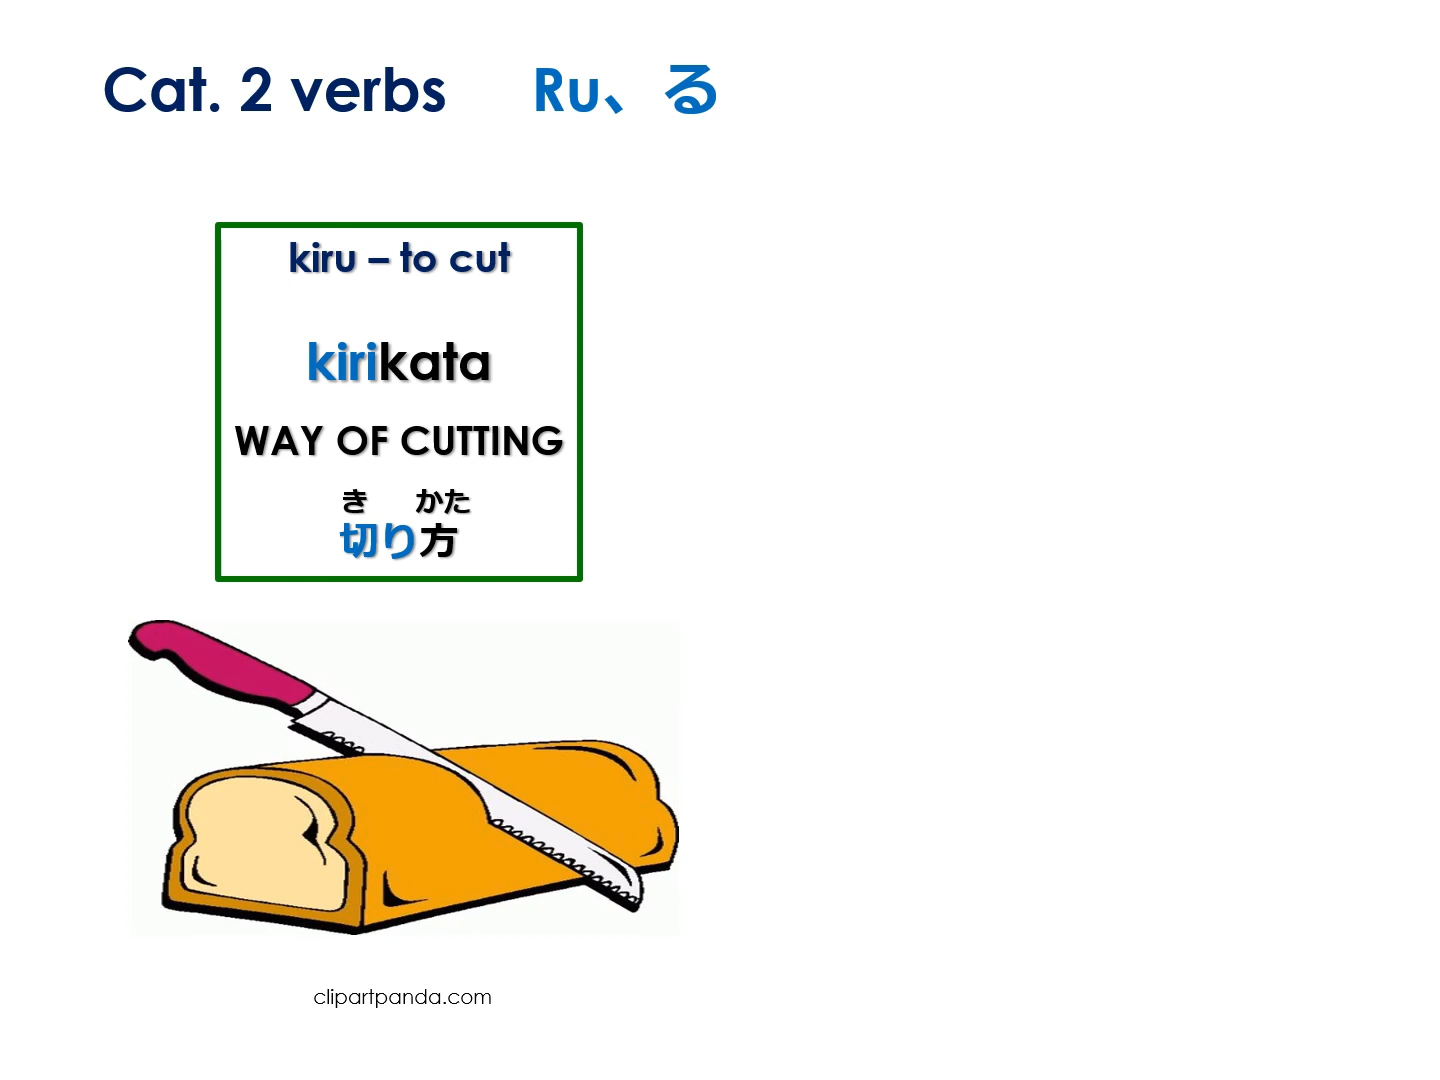 Cat. 2 verbs Ru、る
kiru – to cut
kirikata
WAY OF CUTTING
き かた
切り方
clipartpanda.com